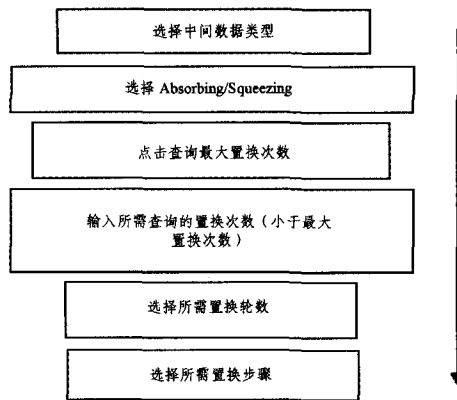 选择中间数据类型
选择 Absorbing/Squeezing
点击查询最大置换次数
输入所需查询的置换次数（小于最大
置换次数）
选择所需置换轮数
选择所需置换步骤